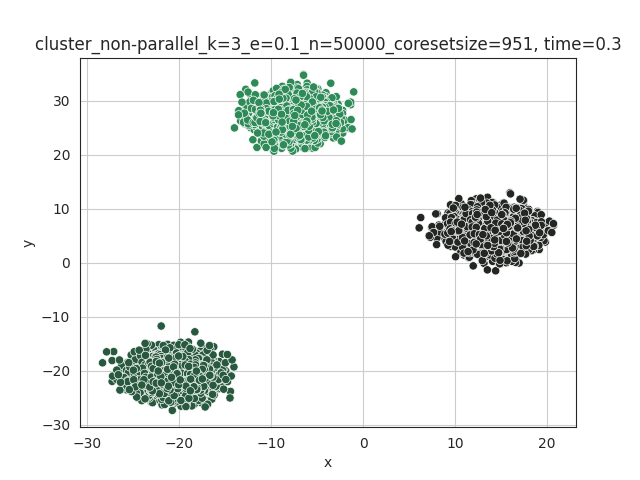 cluster_non-parallel_k=3_e=0.1_n=50000_coresetsize=951, time=0.3
30
20
10
0
−10
−20
−30
y
−30 −20 −10 0 10 20
x